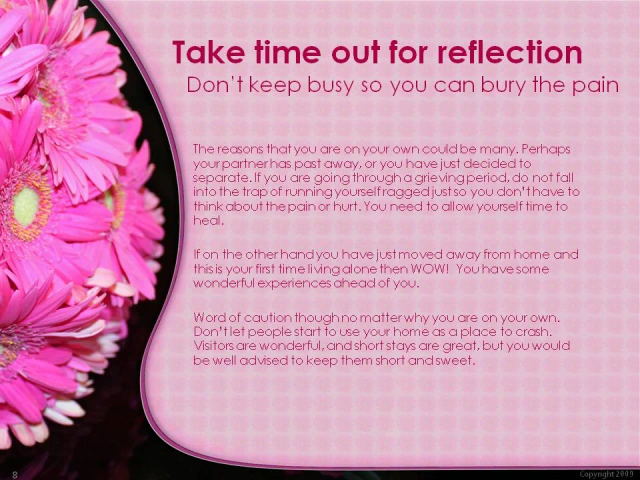 Take time out for reflection
Don't keep busy so you can bury the pain
The reasons that you are on your own could be many. Perhaps
your partner has past away, or you have just decided to
separate. If you are going through a grieving period, do not fall
into the trap of running yourself ragged just so you don't have to
think about the pain or hurt. You need to allow yourself time to
heal.
If on the other hand you have just moved away from home and
this is your first time living alone then WOW! You have some
wonderful experiences ahead of you.
Word of caution though no matter why you are on your own.
Don't let people start to use your home as a place to crash.
Visitors are wonderful, and short stays are great, but you would
be well advised to keep them short and sweet.
8
Copyright 2009